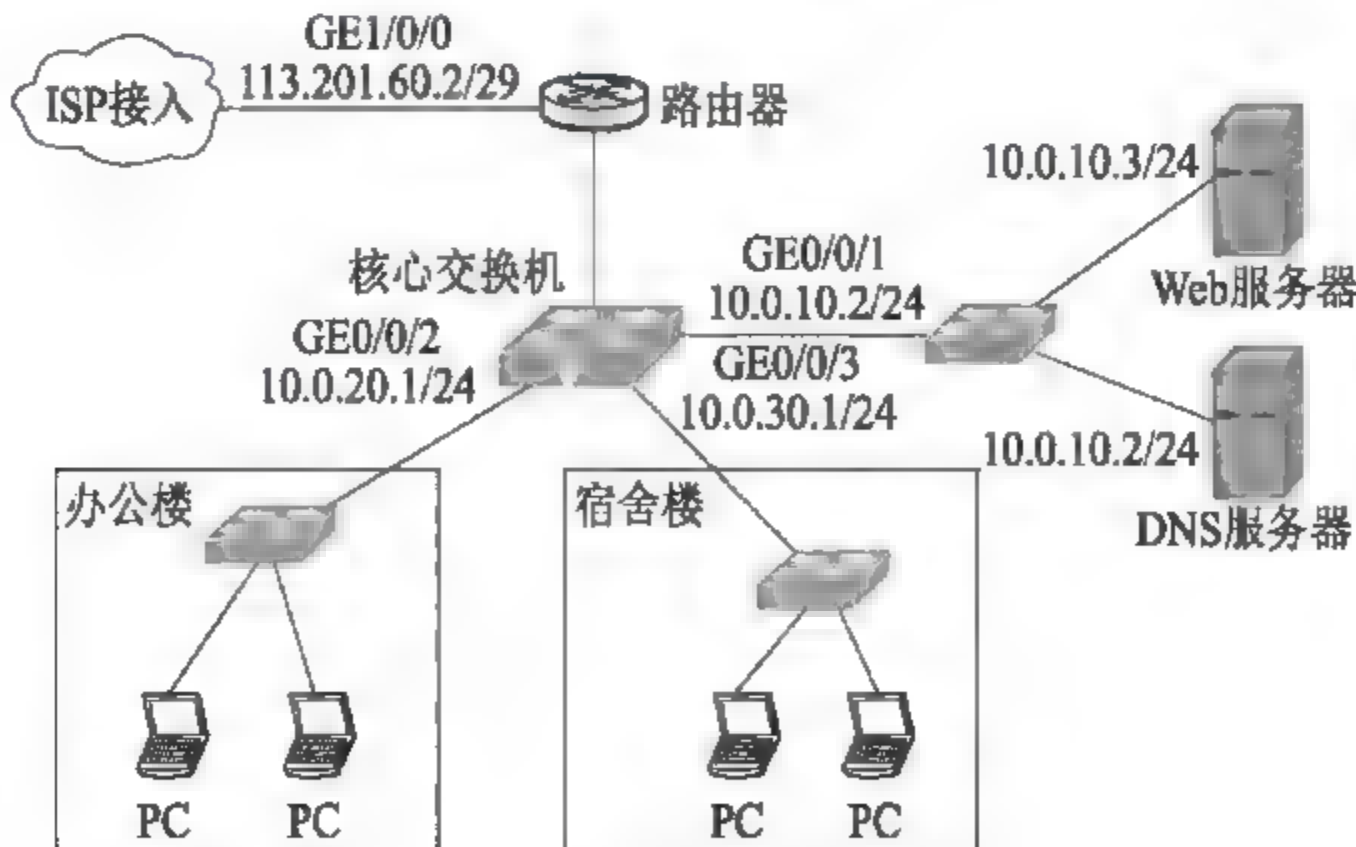 GE1/0/0
113.201.60.2/29
ISP接入
路由器
10.0.10.3/24
Web服务器
核心交换机
GE0/0/1
10.0.10.2/24
GE0/0/2
10.0.20.1/24
GE0/0/3
10.0.30.1/24
10.0.10.2/24
DNS服务器
办公楼
宿舍楼
PC
PC
PC
PC